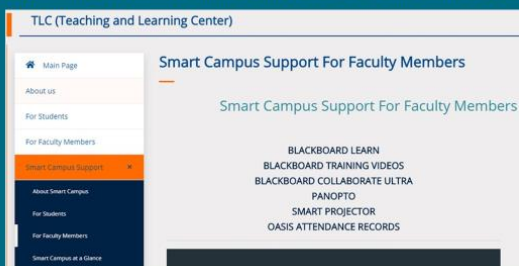 TLC (Teaching and Learning Center)
Main Page
About us
For Students
For Faculty Members
Smart Campus Support
About Smart Campus
For Students
For Faculty Members
Smart Campus at a Glance
Smart Campus Support For Faculty Members
Smart Campus Support For Faculty Members
BLACKBOARD LEARN
BLACKBOARD TRAINING VIDEOS
BLACKBOARD COLLABORATE ULTRA
PANOPTO
SMART PROJECTOR
OASIS ATTENDANCE RECORDS